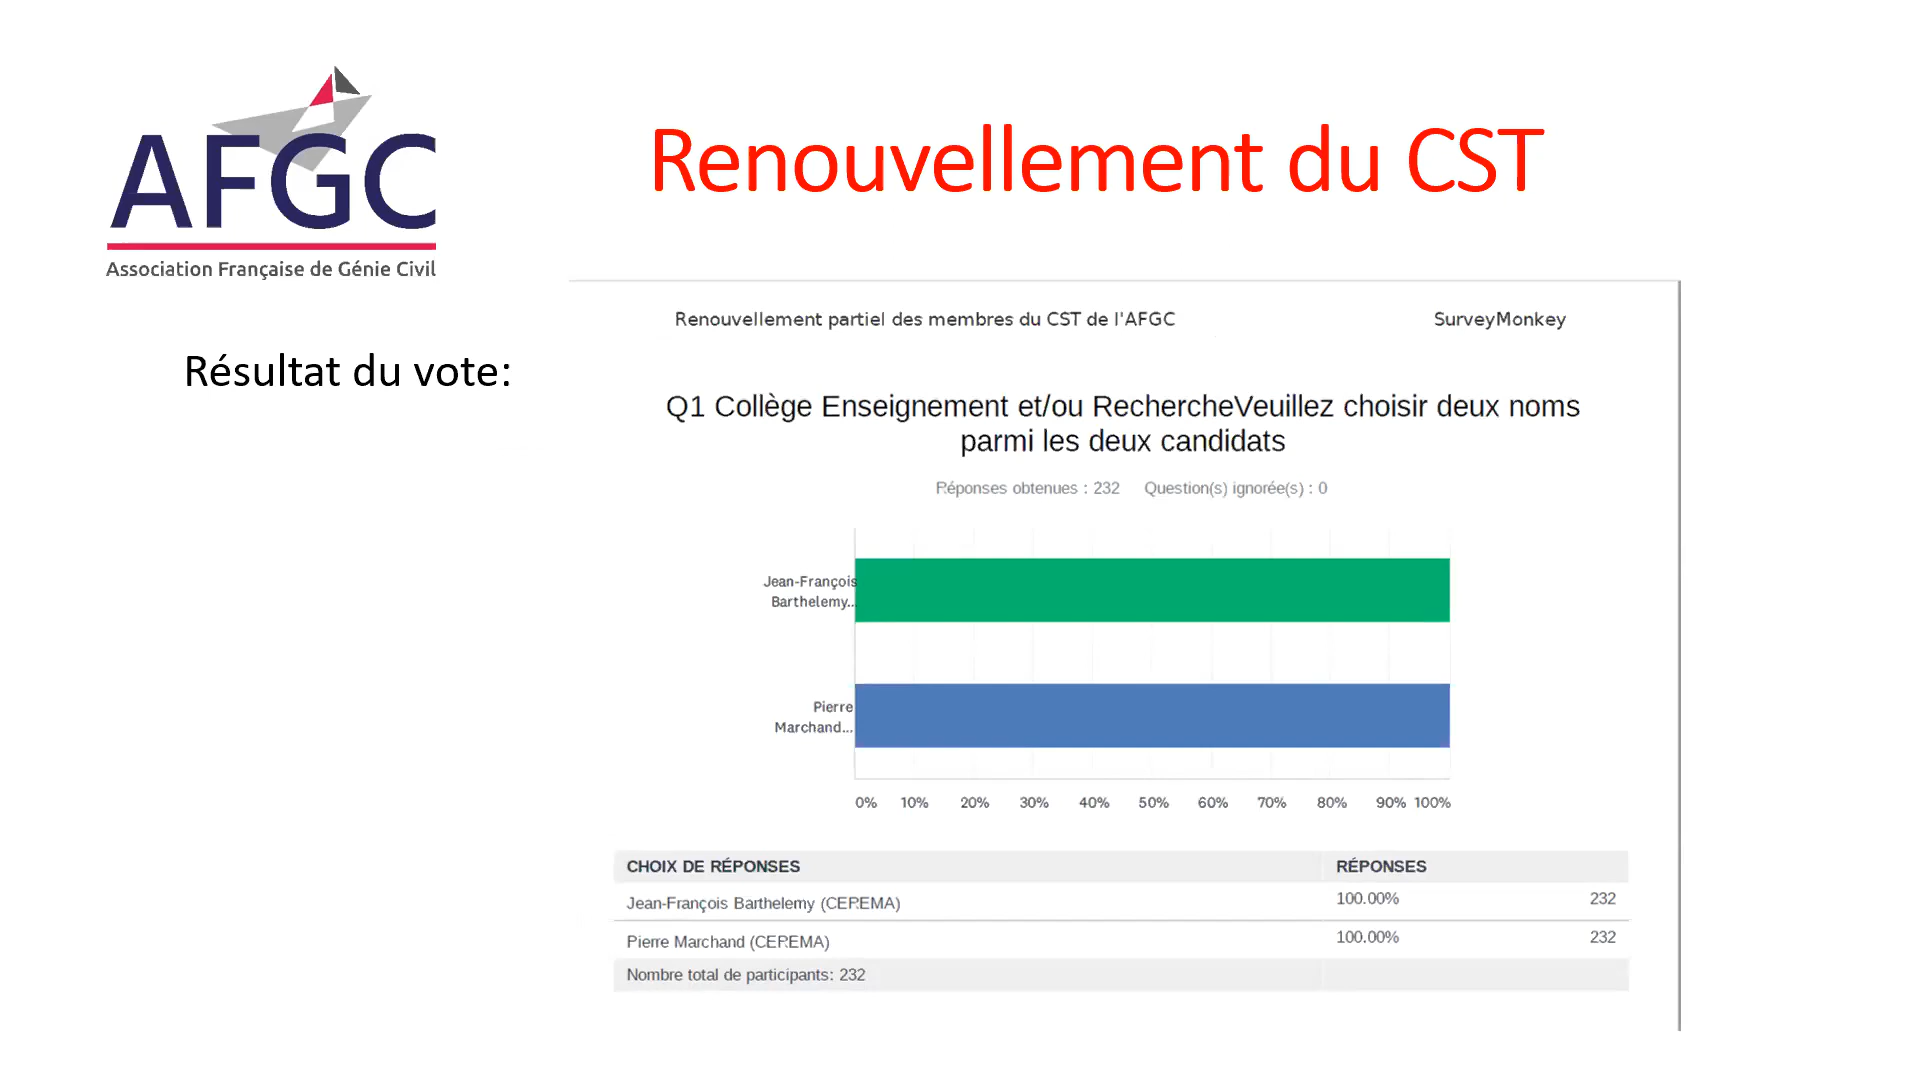 AFGC
Association Française de Génie Civil
Renouvellement du CST
Résultat du vote:
Renouvellement partiel des membres du CST de l'AFGC
SurveyMonkey
Q1 Collège Enseignement et/ou RechercheVeuillez choisir deux noms
parmi les deux candidats
Réponses obtenues : 232 Question(s) ignorée(s) : 0
Jean-François
Barthelemy...
Pierre
Marchand...
0% 10% 20% 30% 40% 50% 60% 70% 80% 90% 100%
CHOIX DE RÉPONSES RÉPONSES
Jean-François Barthelemy (CEREMA) 100.00% 232
Pierre Marchand (CEREMA) 100.00% 232
Nombre total de participants: 232